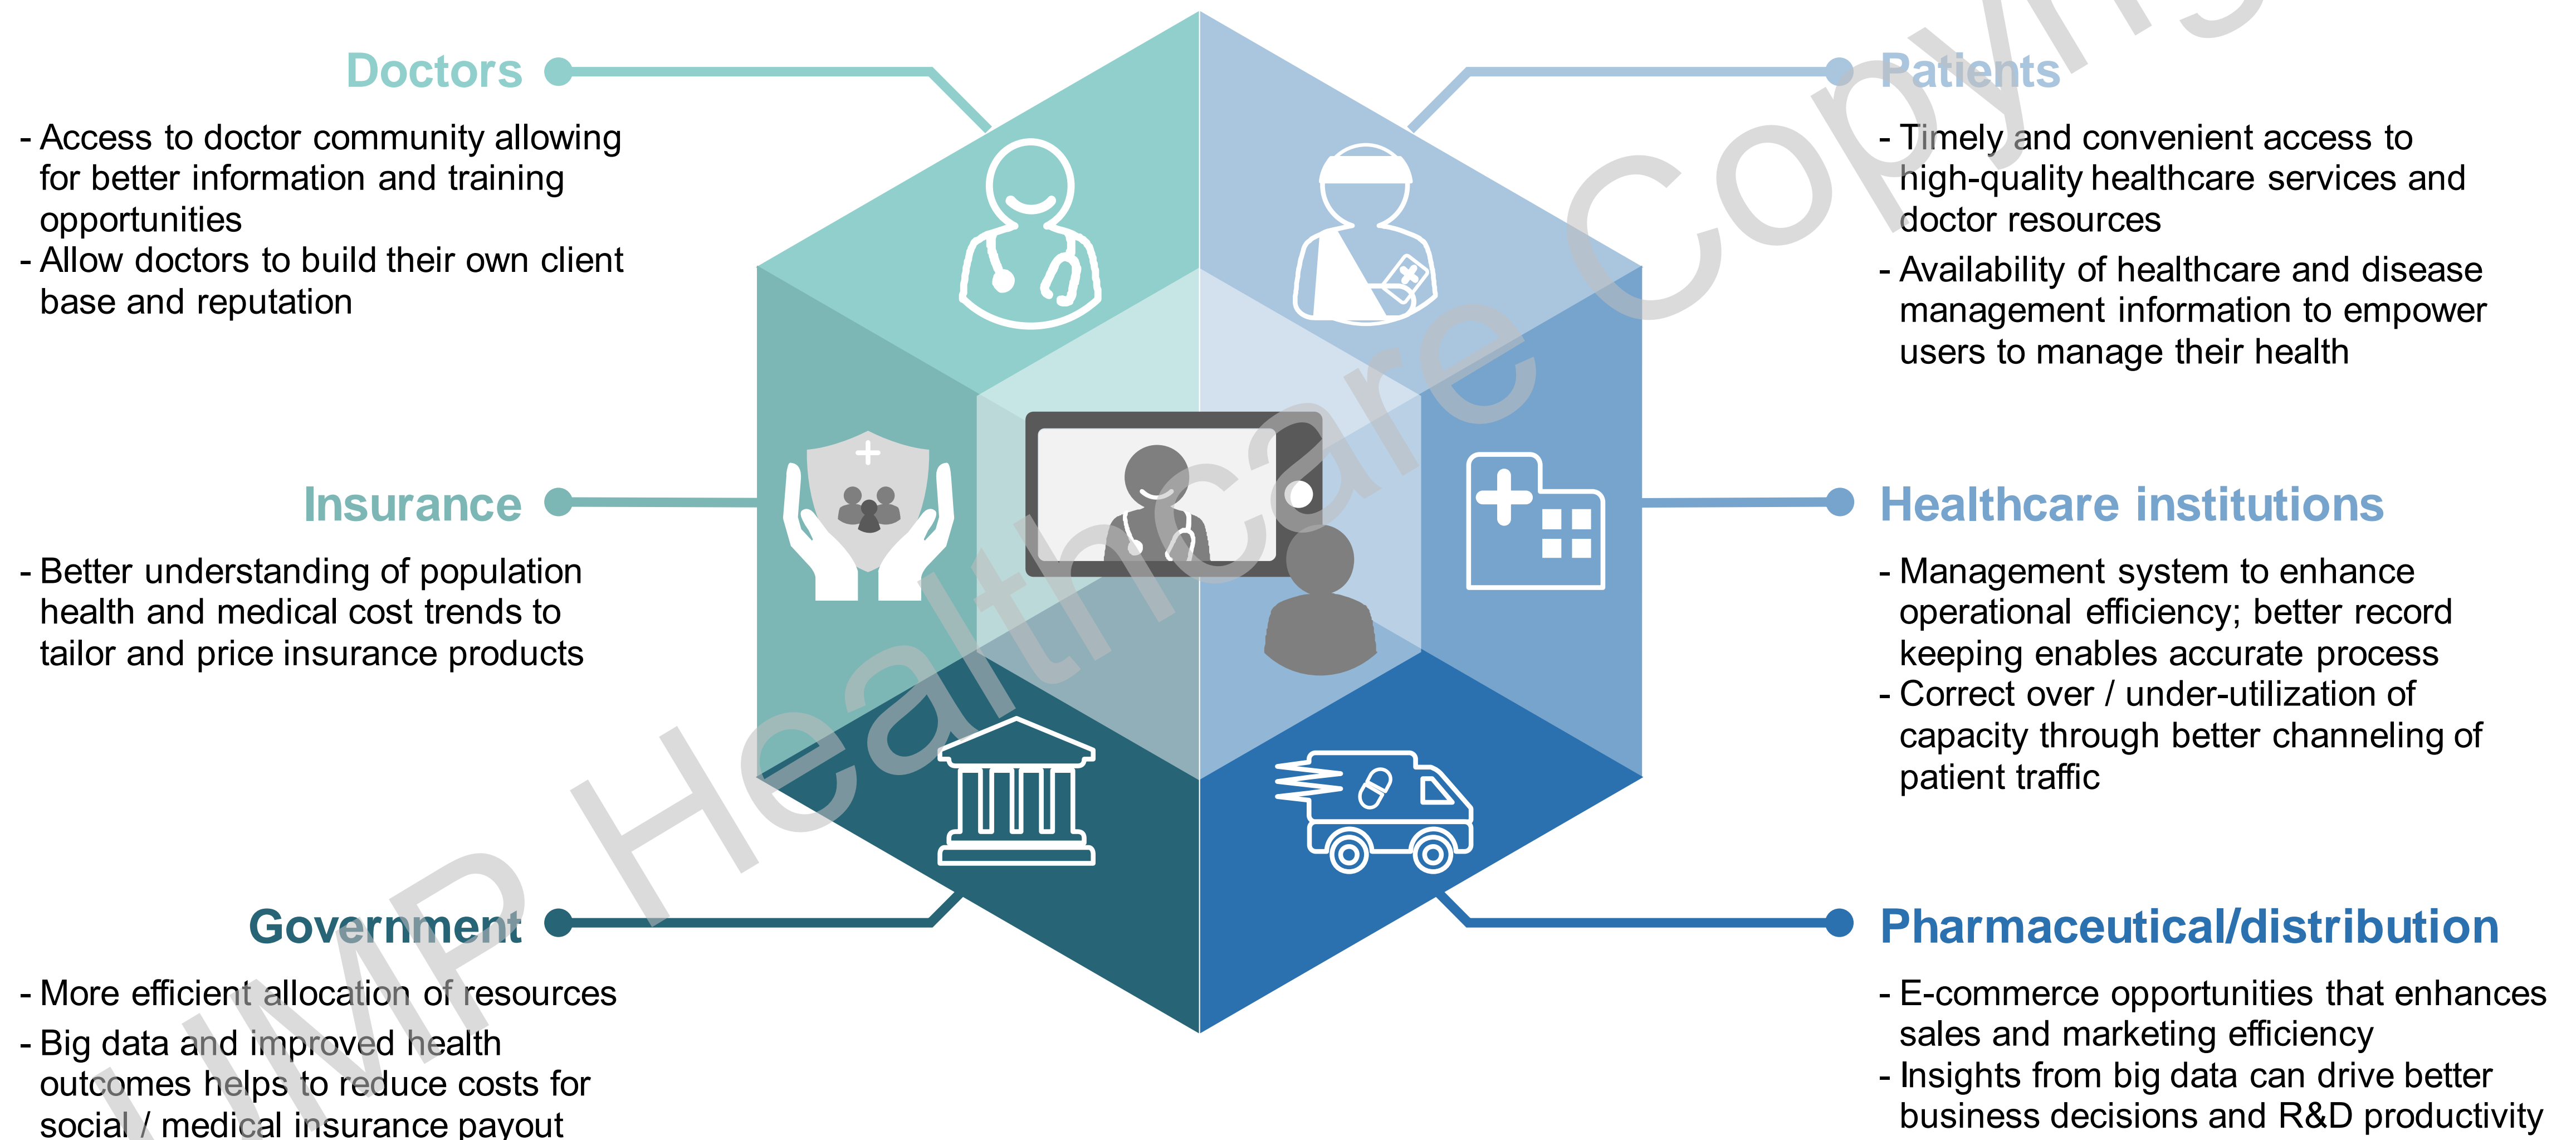 Doctors
- Access to doctor community allowing
for better information and training
opportunities
- Allow doctors to build their own client
base and reputation
Insurance
- Better understanding of population
health and medical cost trends to
tailor and price insurance products
Government
- More efficient allocation of resources
- Big data and improved health
outcomes helps to reduce costs for
social / medical insurance payout
Patients
- Timely and convenient access to
high-quality healthcare services and
doctor resources
- Availability of healthcare and disease
management information to empower
users to manage their health
Healthcare institutions
- Management system to enhance
operational efficiency; better record
keeping enables accurate process
- Correct over / under-utilization of
capacity through better channeling of
patient traffic
Pharmaceutical/distribution
- E-commerce opportunities that enhances
sales and marketing efficiency
- Insights from big data can drive better
business decisions and R&D productivity
UMP Healthcare Copyrig